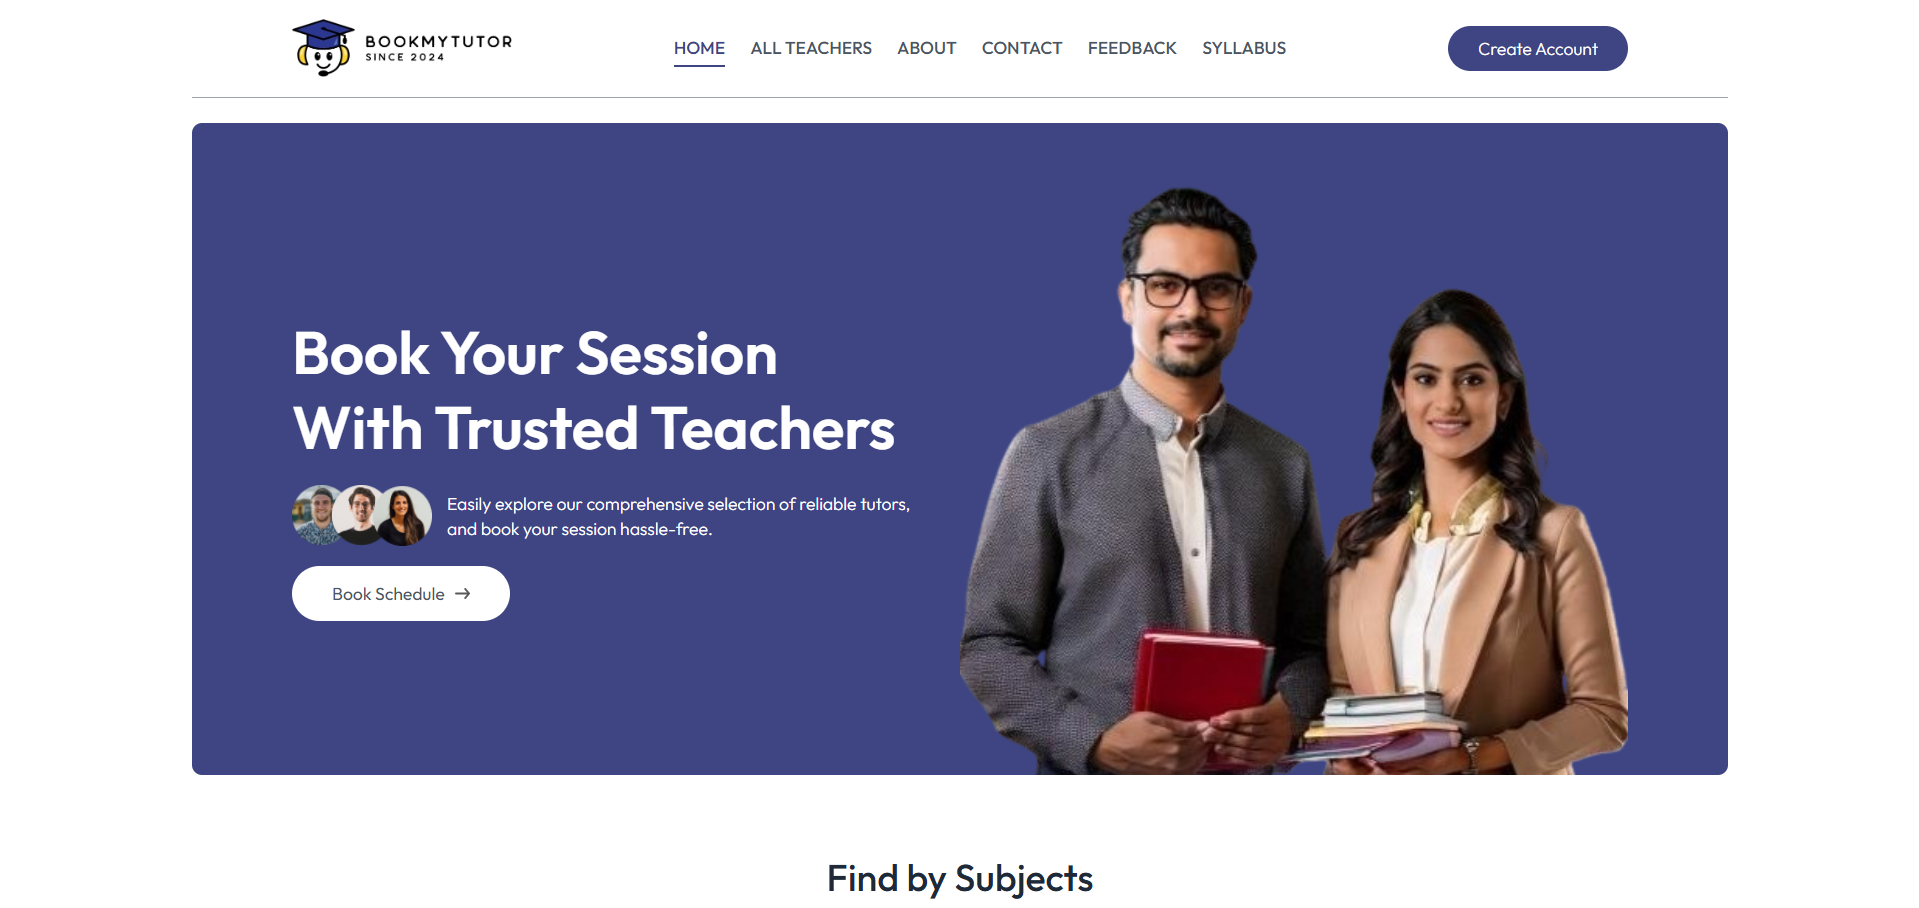 BOOKMYTUTOR
SINCE 2024
HOME
ALL TEACHERS
ABOUT
CONTACT
FEEDBACK
SYLLABUS
Create Account
Book Your Session
With Trusted Teachers
Easily explore our comprehensive selection of reliable tutors,
and book your session hassle-free.
Book Schedule →
Find by Subjects